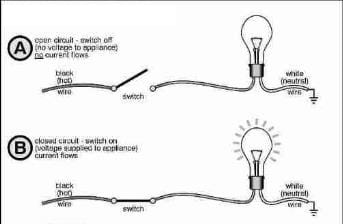 A
open circuit - switch off
(no voltage to appliance)
no current flows
black
(hot)
wire
switch
white
(neutral)
wire
B
closed circuit - switch on
(voltage supplied to appliance)
current flows
black
(hot)
wire
switch
white
(neutral)
wire